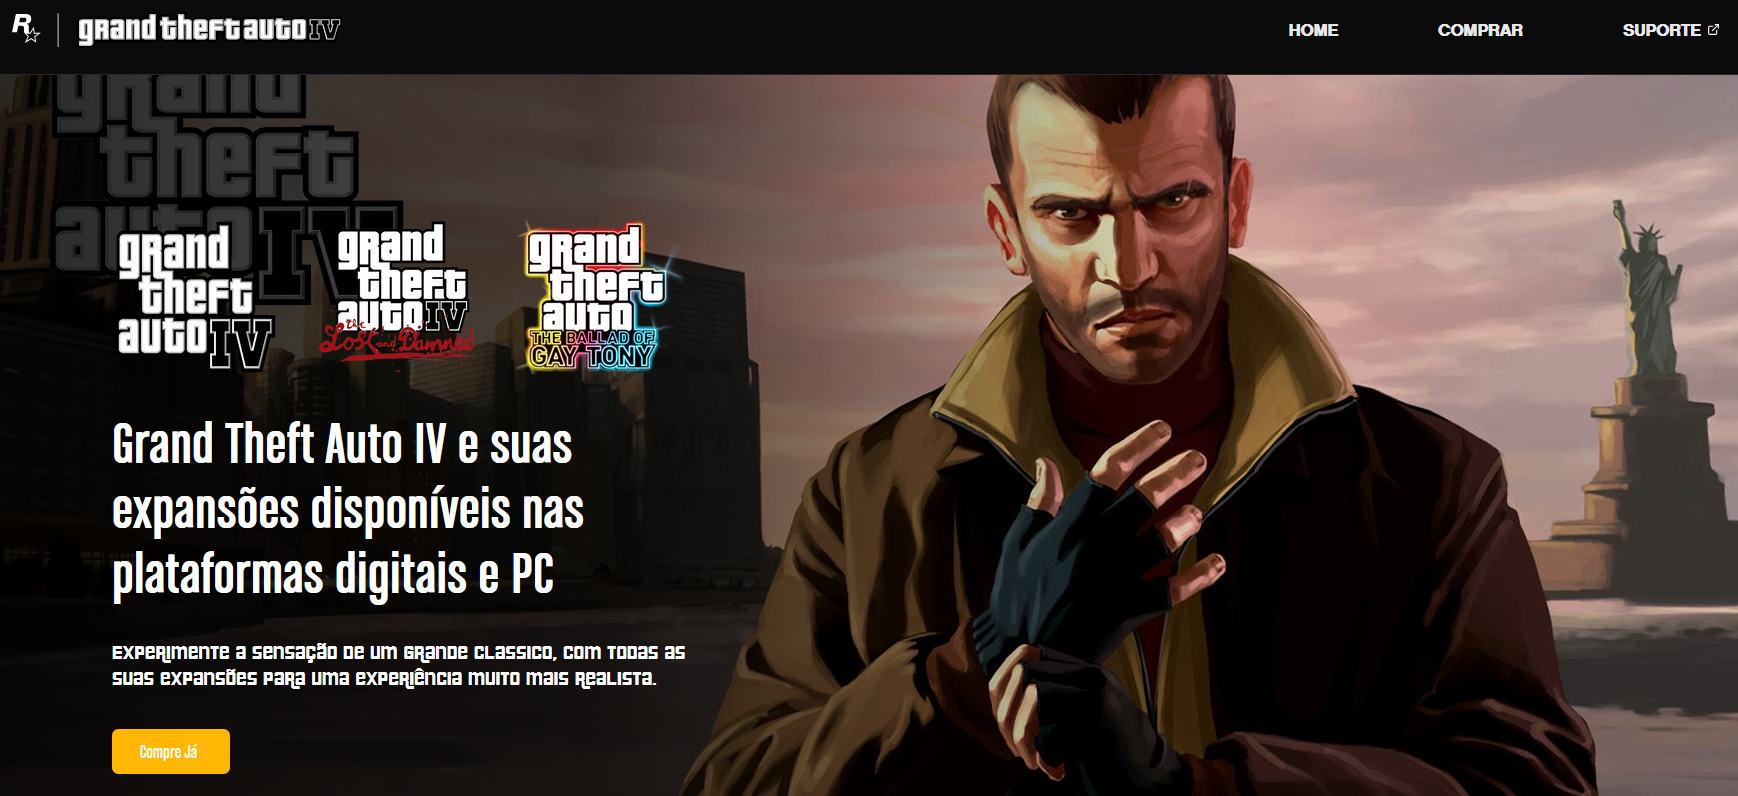 R
grand theft auto IV
HOME
COMPRAR
SUPORTE
grand
theft
auto IV
grand
theft
auto IV
grand
theft
auto IV
the
Lost and Damned
grand
theft
auto
THE BALLAD OF
GAY TONY
Grand Theft Auto IV e suas
expansões disponíveis nas
plataformas digitais e PC
Experimente a sensação de um grande classico, com todas as
suas expansões para uma experiência muito mais realista.
Compre Já